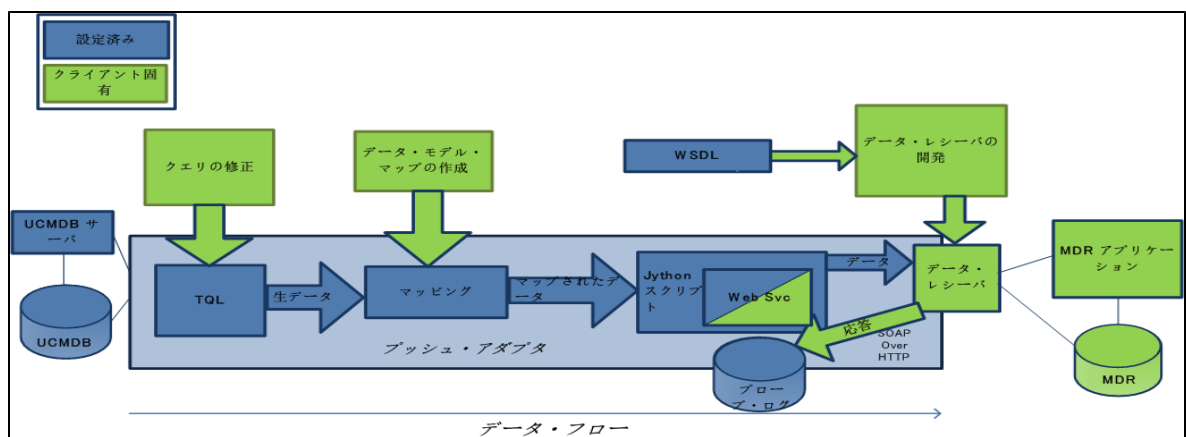 設定済み
クライアント固
有
クエリの修正
データ・モデル・
マップの作成
WSDL
データ・レシーバの
開発
UCMDB サ
ーバ
UCMDB
TQL
生データ
マッピング
マップされたデ
ータ
Jython
スクリプ
ト
Web Svc
データ
データ・
レシーバ
応答
SOAP
Over
HTTP
MDR アプリケー
ション
MDR
プッシュ・アダプタ
プロー
ブ・ログ
データ・フロー